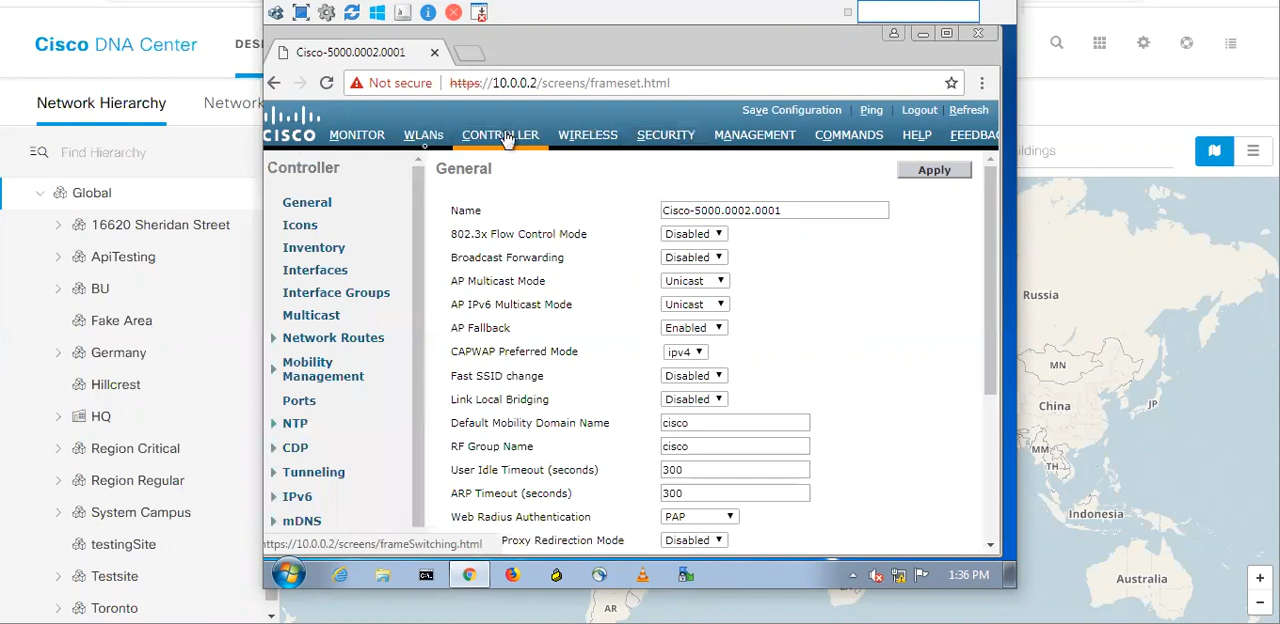 Cisco DNA Center
DES
Network Hierarchy
Networ
Find Hierarchy
Global
16620 Sheridan Street
ApiTesting
BU
Fake Area
Germany
Hillcrest
HQ
Region Critical
Region Regular
System Campus
testingSite
Testsite
Toronto
Cisco-5000.0002.0001
Not secure
https://10.0.0.2/screens/frameset.html
Save Configuration Ping Logout Refresh
CISCO
MONITOR WLANs CONTROLLER WIRELESS SECURITY MANAGEMENT COMMANDS HELP FEEDBA
Controller
General
Icons
Inventory
Interfaces
Interface Groups
Multicast
Network Routes
Mobility
Management
Ports
NTP
CDP
Tunneling
IPv6
mDNS
General
Apply
Name Cisco-5000.0002.0001
802.3x Flow Control Mode Disabled
Broadcast Forwarding Disabled
AP Multicast Mode Unicast
AP IPv6 Multicast Mode Unicast
AP Fallback Enabled
CAPWAP Preferred Mode ipv4
Fast SSID change Disabled
Link Local Bridging Disabled
Default Mobility Domain Name cisco
RF Group Name cisco
User Idle Timeout (seconds) 300
ARP Timeout (seconds) 300
Web Radius Authentication PAP
Proxy Redirection Mode Disabled
https://10.0.0.2/screens/frameSwitching.html
1:36 PM
ildings
Russia
MN
China
JP
MM
TH
Indonesia
Australia
AR